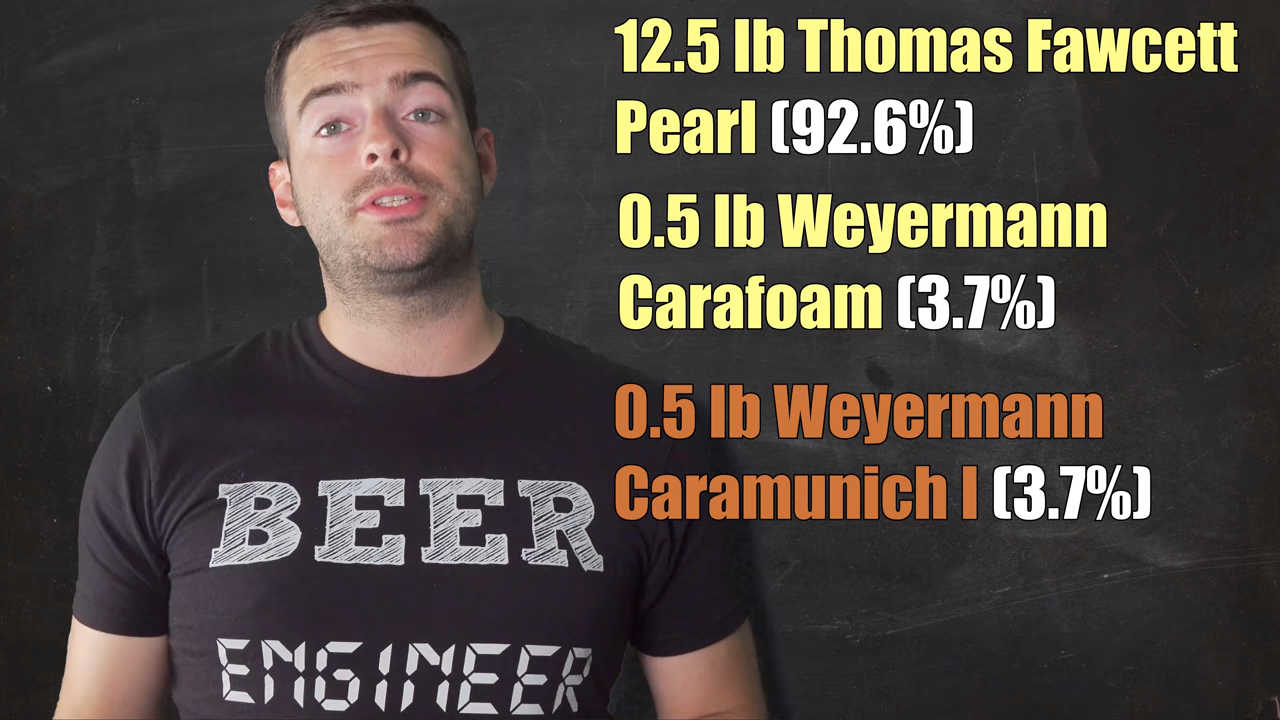 12.5 lb Thomas Fawcett
Pearl (92.6%)
0.5 lb Weyermann
Carafoam (3.7%)
0.5 lb Weyermann
Caramunich I (3.7%)
BEER
ENGINEER